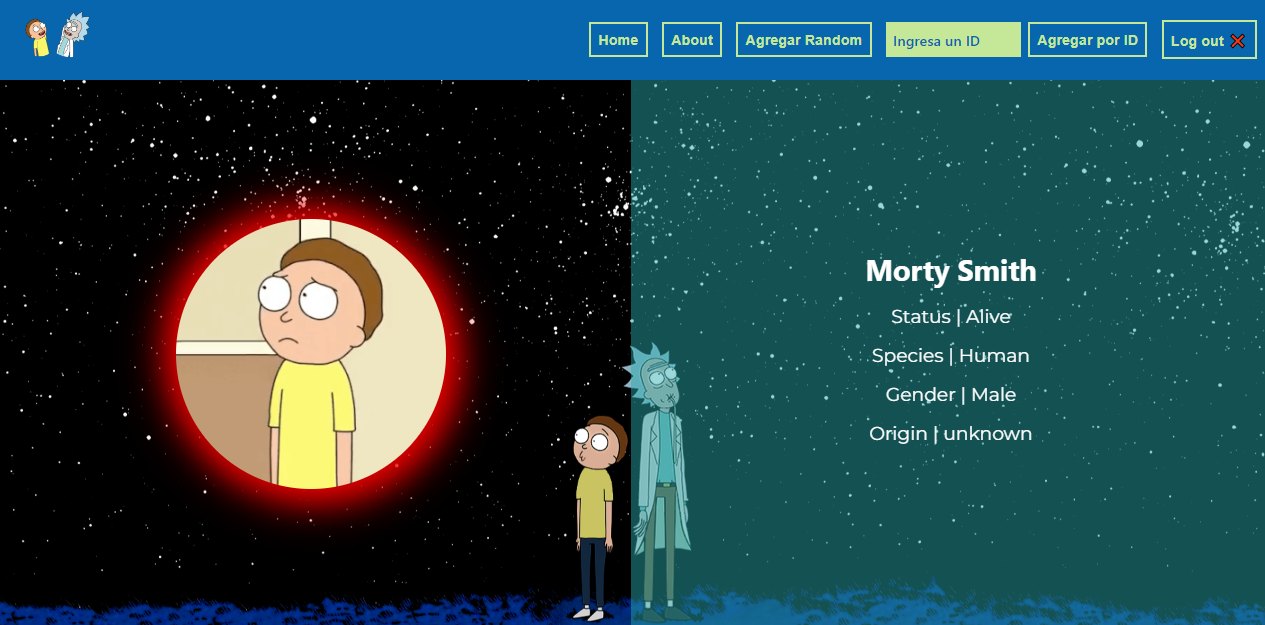 Home
About
Agregar Random
Ingresa un ID
Agregar por ID
Log out ❌
Morty Smith
Status | Alive
Species | Human
Gender | Male
Origin | unknown